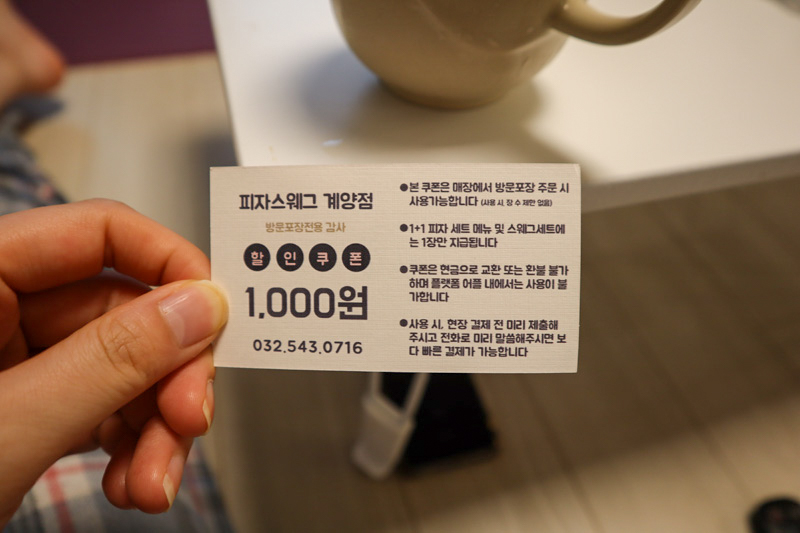 피자스웨그 계양점
방문포장전용 감사
할인쿠폰
1,000원
032.543.0716
●본 쿠폰은 매장에서 방문포장 주문 시
사용가능합니다 (사용 시, 장 수 제한 없음)
●1+1 피자 세트 메뉴 및 스웨그세트에
는 1장만 지급됩니다
●쿠폰은 현금으로 교환 또는 환불 불가
하며 플랫폼 어플 내에서는 사용이 불
가합니다
●사용 시, 현장 결제 전 미리 제출해
주시고 전화로 미리 말씀해주시면 보
다 빠른 결제가 가능합니다